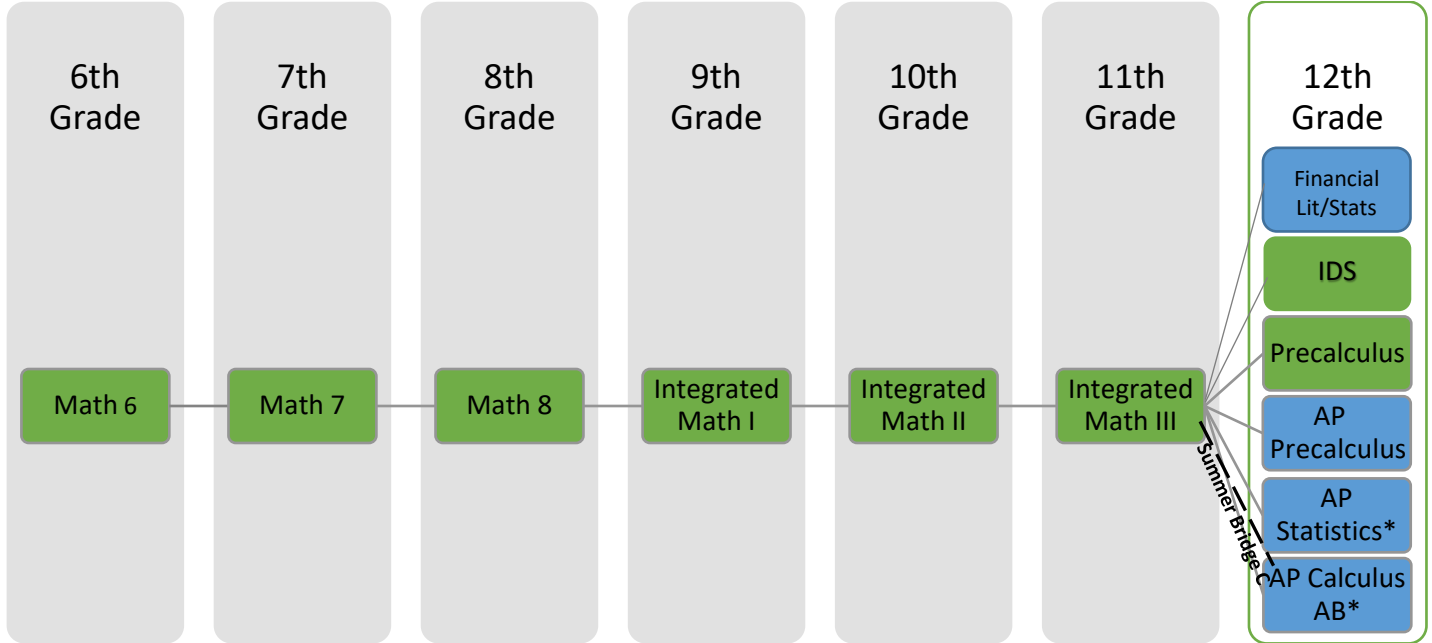 6th
Grade
7th
Grade
8th
Grade
9th
Grade
10th
Grade
11th
Grade
12th
Grade
Financial
Lit/Stats
IDS
Precalculus
Math 6
Math 7
Math 8
Integrated
Math I
Integrated
Math II
Integrated
Math III
AP
Precalculus
Summer Bridge C
AP
Statistics*
AP Calculus
AB*